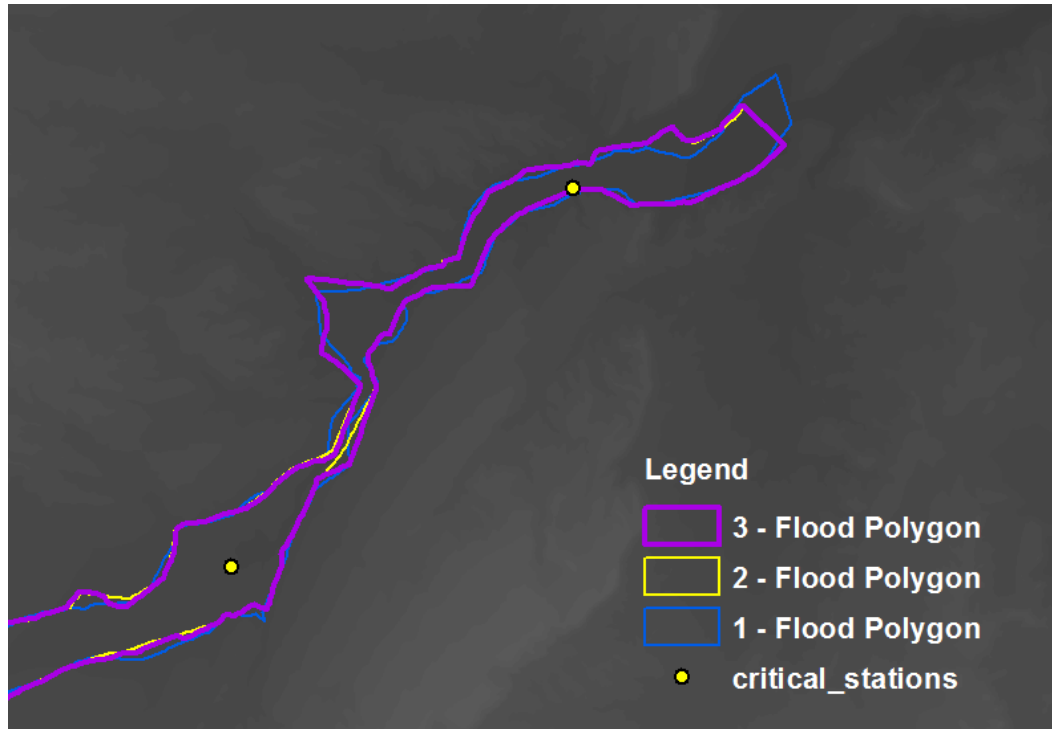 Legend
3 - Flood Polygon
2 - Flood Polygon
1 - Flood Polygon
critical_stations